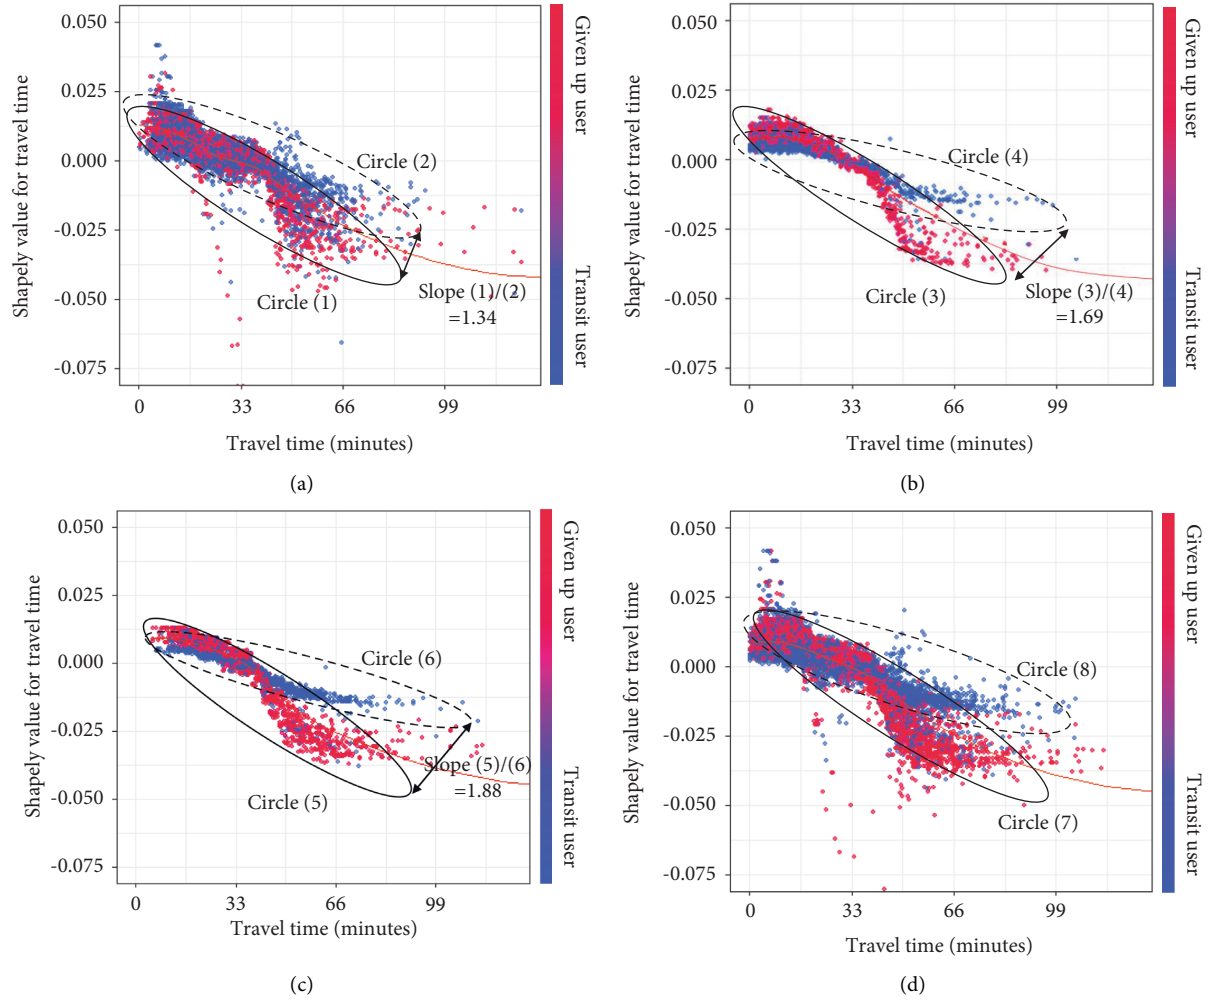 0.050
0.025
0.000
-0.025
-0.050
-0.075
Shapely value for travel time
0
33
66
99
Travel time (minutes)
Circle (2)
Circle (1)
Slope (1)/(2)
=1.34
Given up user
Transit user
(a)
0.050
0.025
0.000
-0.025
-0.050
-0.075
Shapely value for travel time
0
33
66
99
Travel time (minutes)
Circle (4)
Circle (3)
Slope (3)/(4)
=1.69
Given up user
Transit user
(b)
0.050
0.025
0.000
-0.025
-0.050
-0.075
Shapely value for travel time
0
33
66
99
Travel time (minutes)
Circle (6)
Circle (5)
Slope (5)/(6)
=1.88
Given up user
Transit user
(c)
0.050
0.025
0.000
-0.025
-0.050
-0.075
Shapely value for travel time
0
33
66
99
Travel time (minutes)
Circle (8)
Circle (7)
Given up user
Transit user
(d)